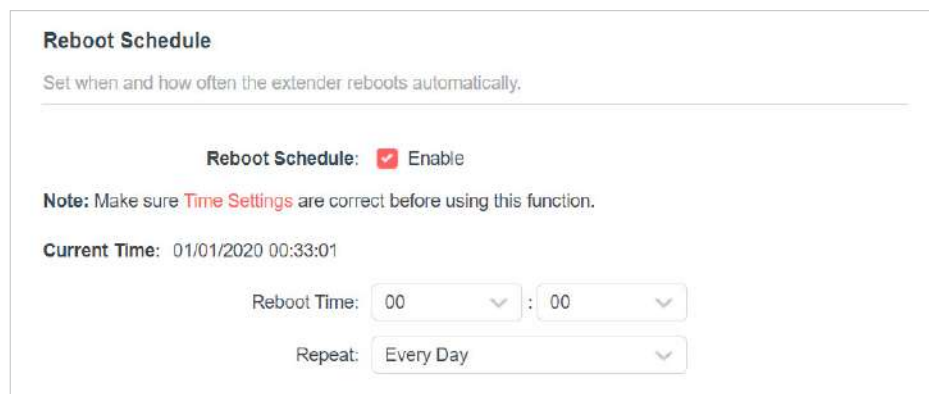 Reboot Schedule
Set when and how often the extender reboots automatically.
Reboot Schedule: Enable
Note: Make sure Time Settings are correct before using this function.
Current Time: 01/01/2020 00:33:01
Reboot Time: 00 : 00
Repeat: Every Day